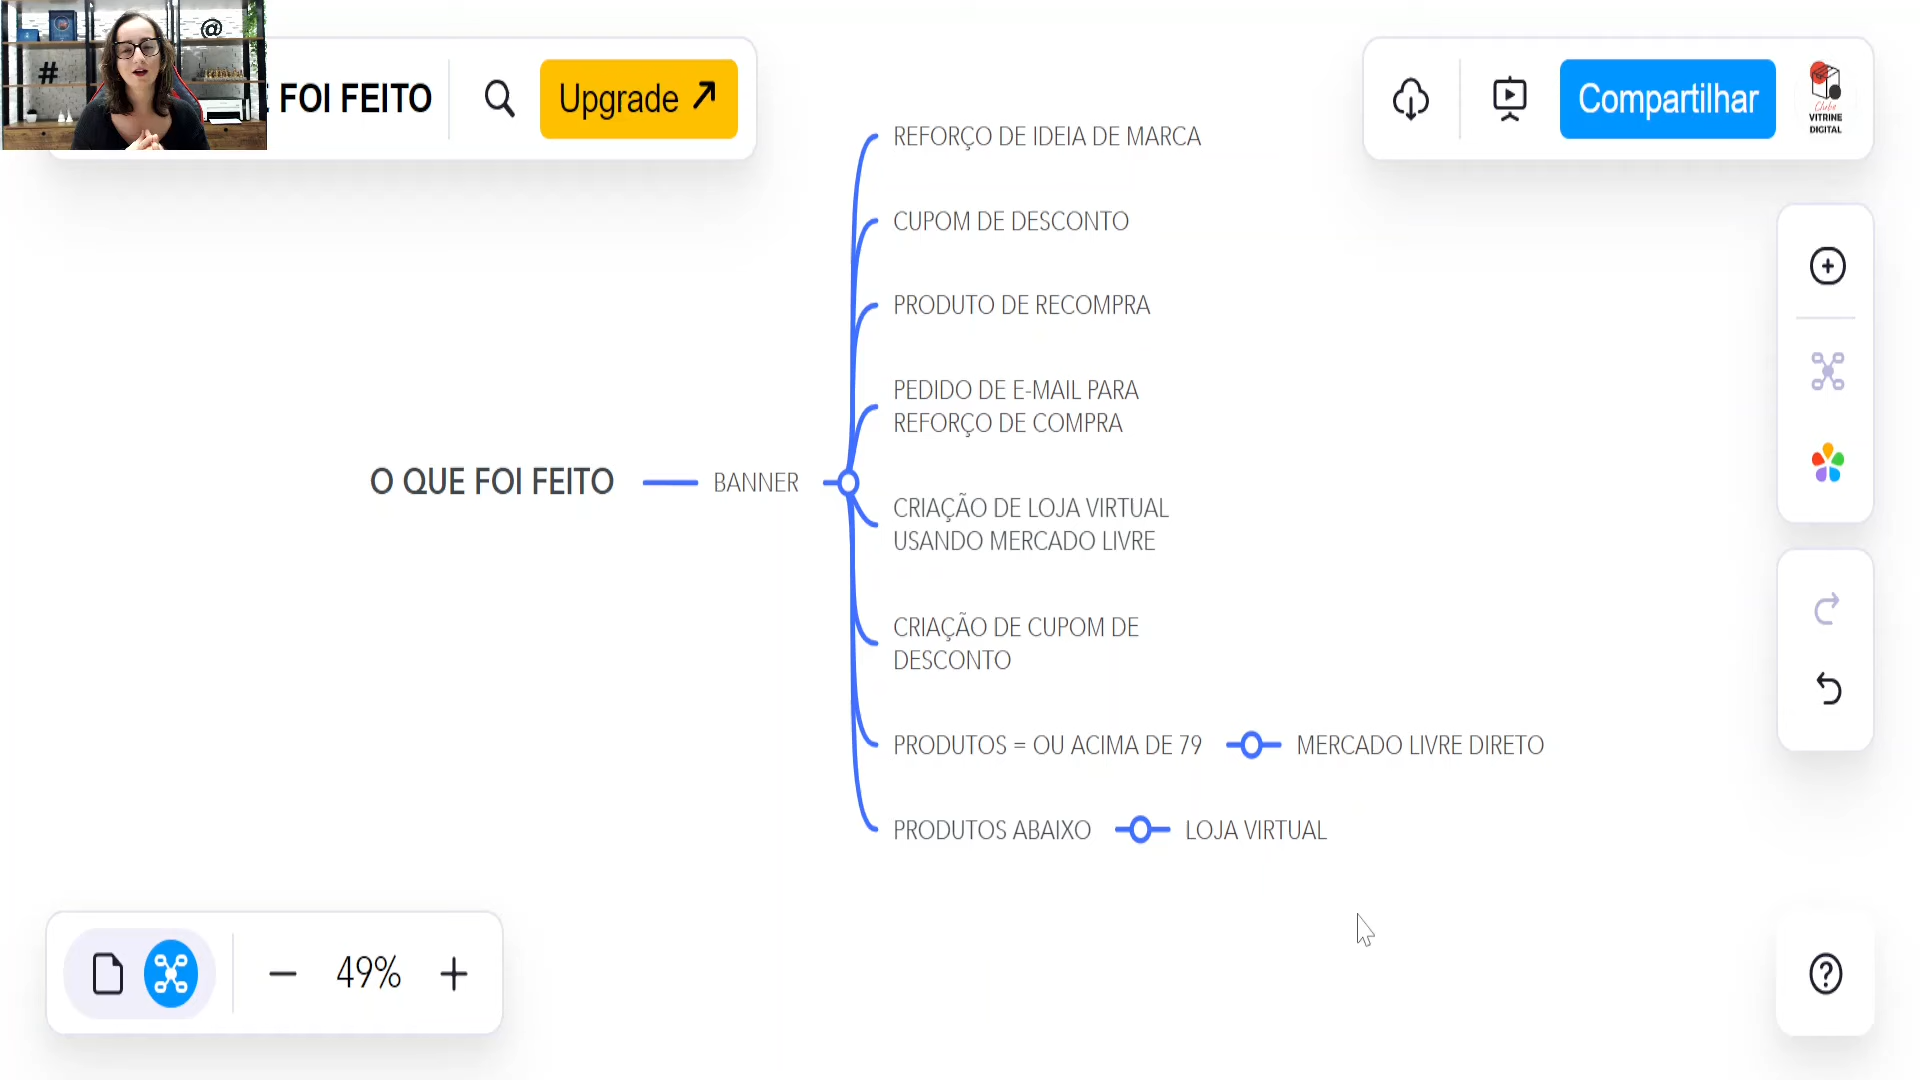 @
#
FOI FEITO
Upgrade
Compartilhar
Clube
VITRINE
DIGITAL
REFORÇO DE IDEIA DE MARCA
CUPOM DE DESCONTO
PRODUTO DE RECOMPRA
PEDIDO DE E-MAIL PARA
REFORÇO DE COMPRA
O QUE FOI FEITO
BANNER
CRIAÇÃO DE LOJA VIRTUAL
USANDO MERCADO LIVRE
CRIAÇÃO DE CUPOM DE
DESCONTO
PRODUTOS = OU ACIMA DE 79
MERCADO LIVRE DIRETO
PRODUTOS ABAIXO
LOJA VIRTUAL
49%